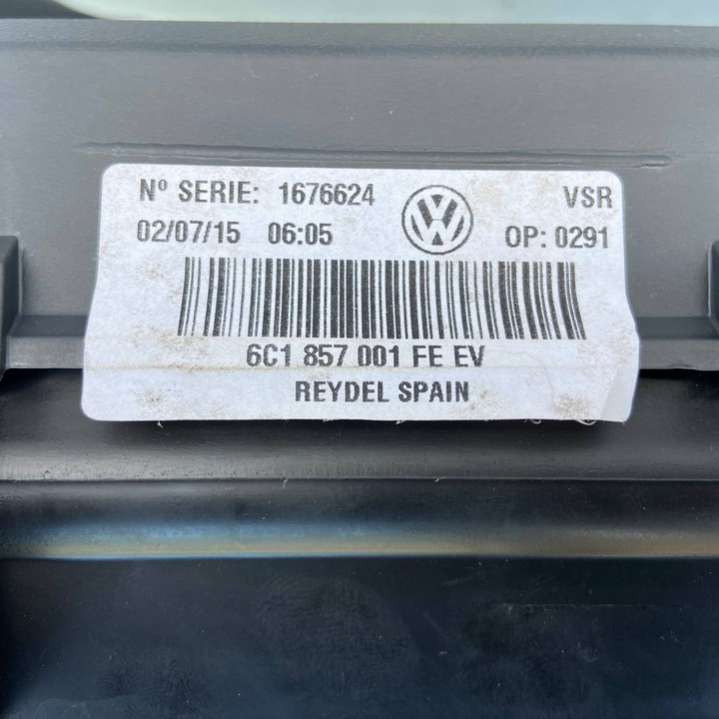 Nº SERIE: 1676624 VSR
02/07/15 06:05 OP: 0291
6C1 857 001 FE EV
REYDEL SPAIN